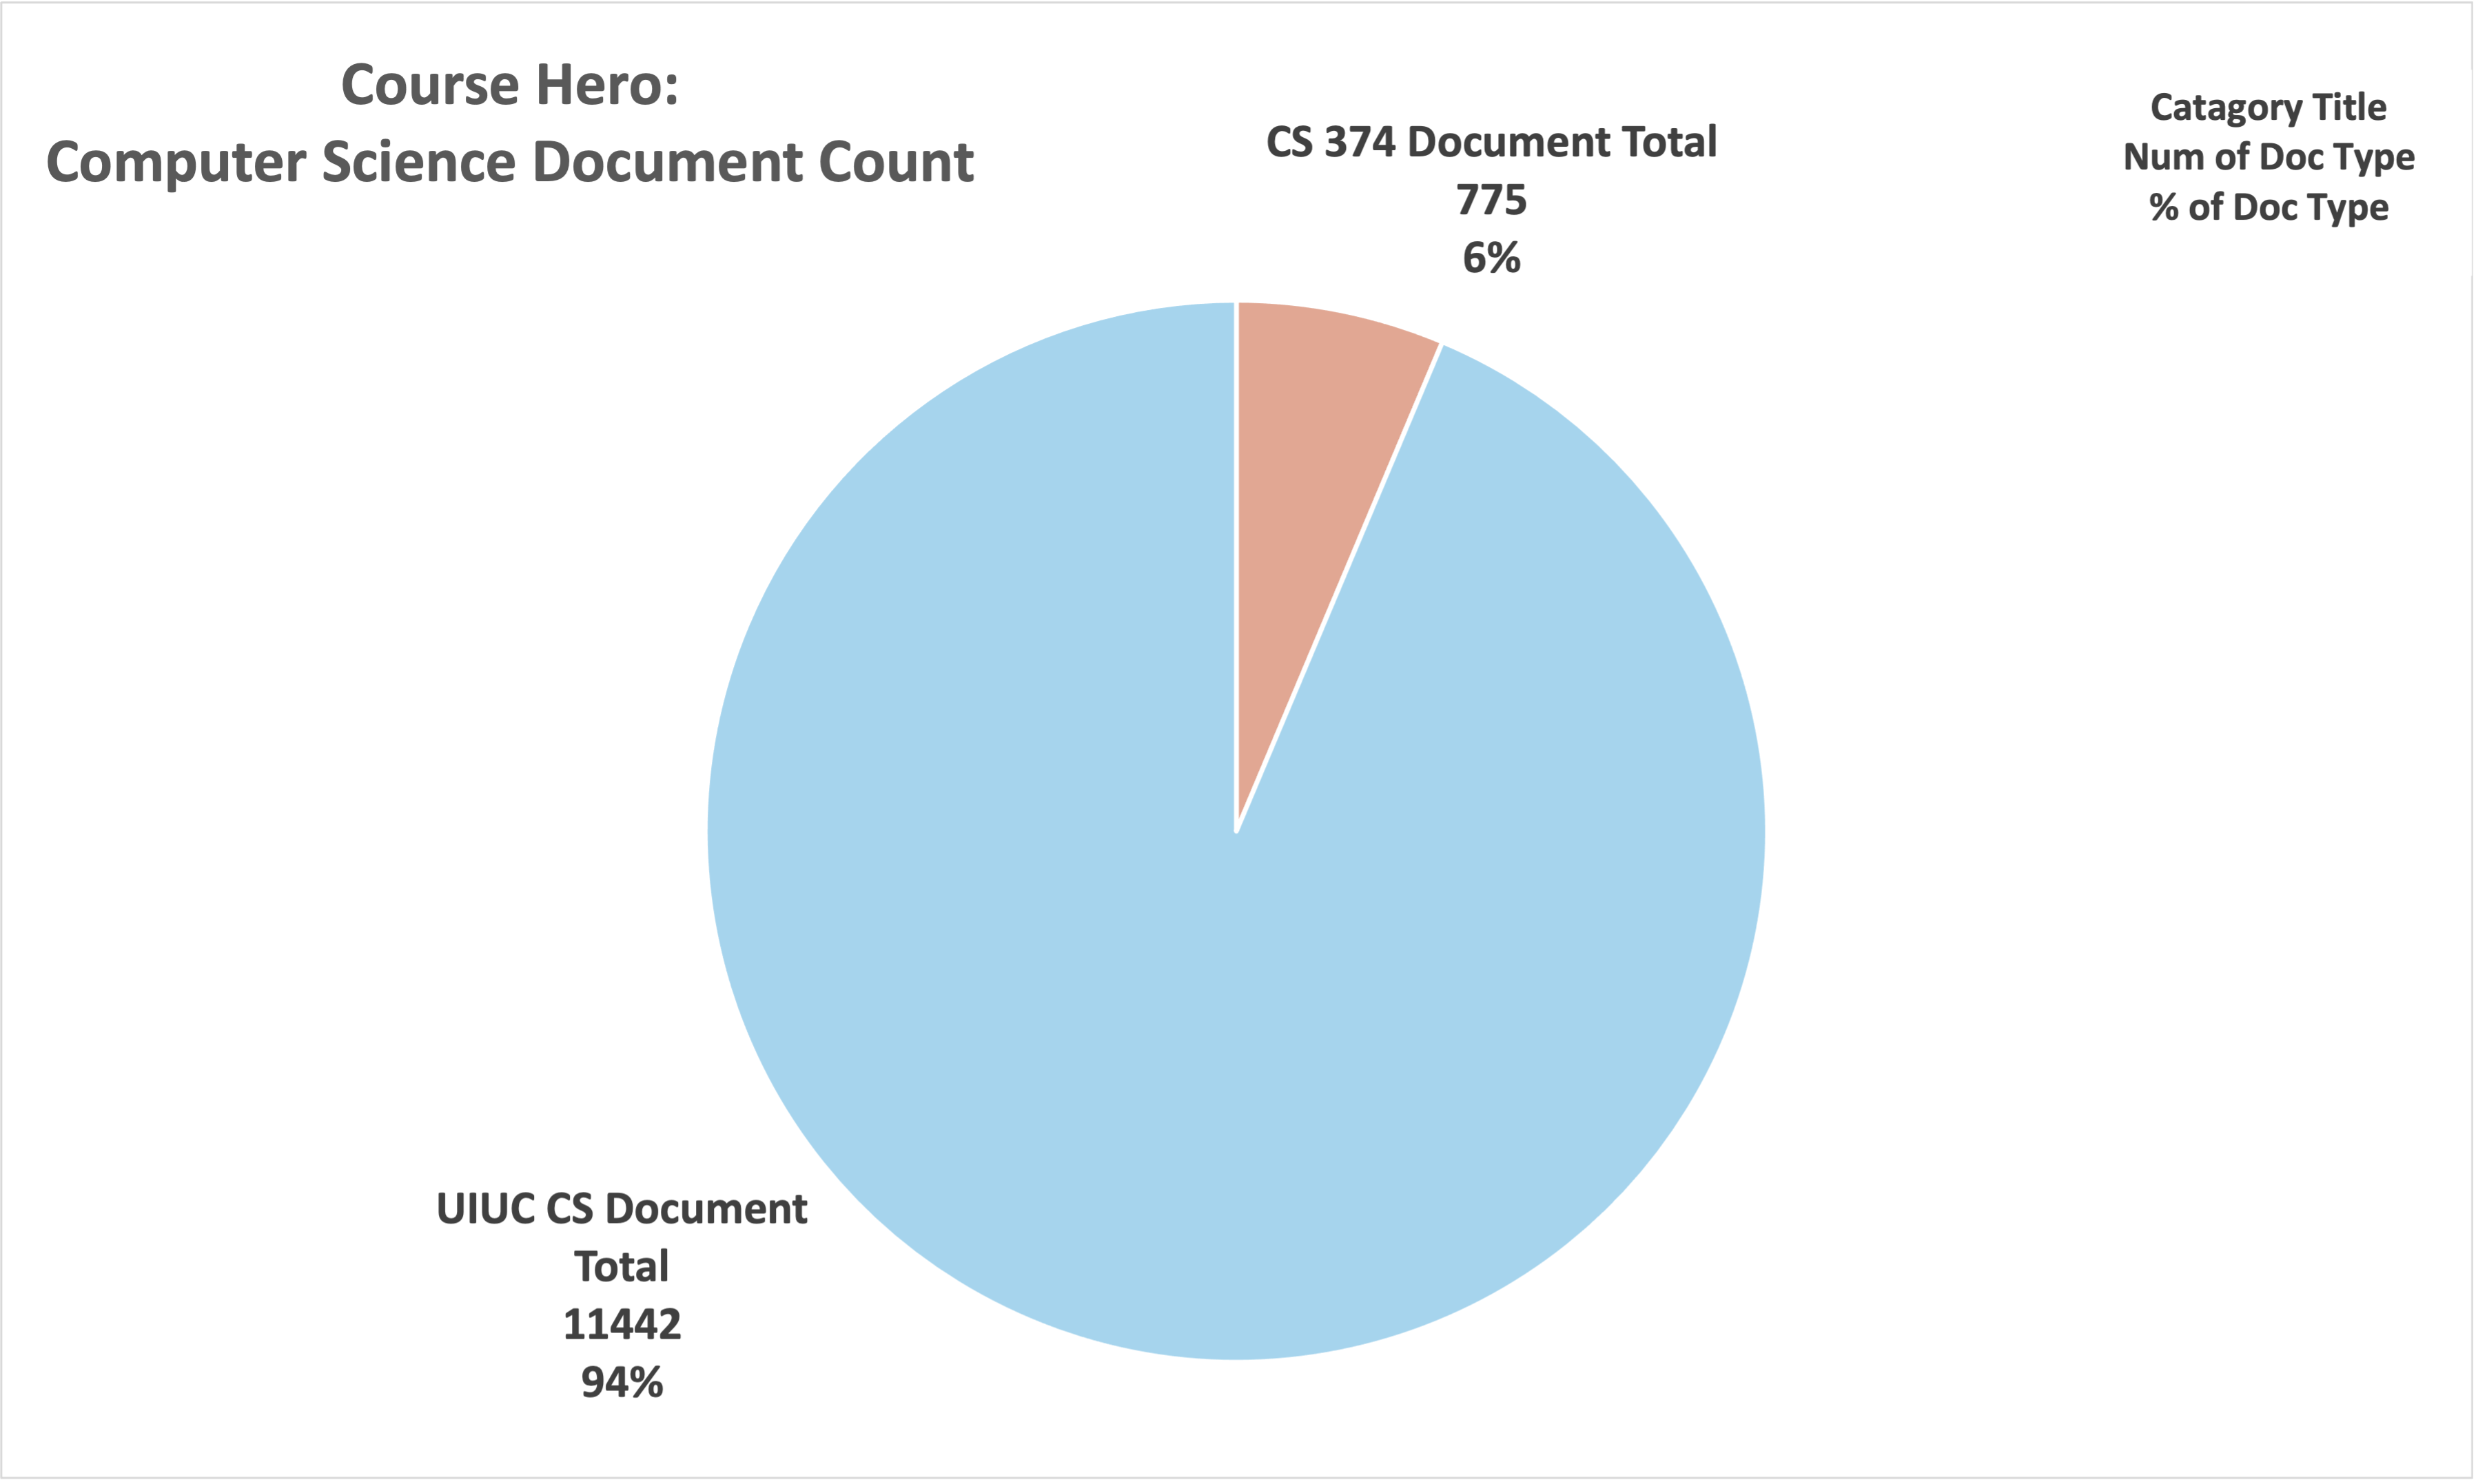 Course Hero:
Computer Science Document Count
CS 374 Document Total
775
6%
Catagory Title
Num of Doc Type
% of Doc Type
UIUC CS Document
Total
11442
94%